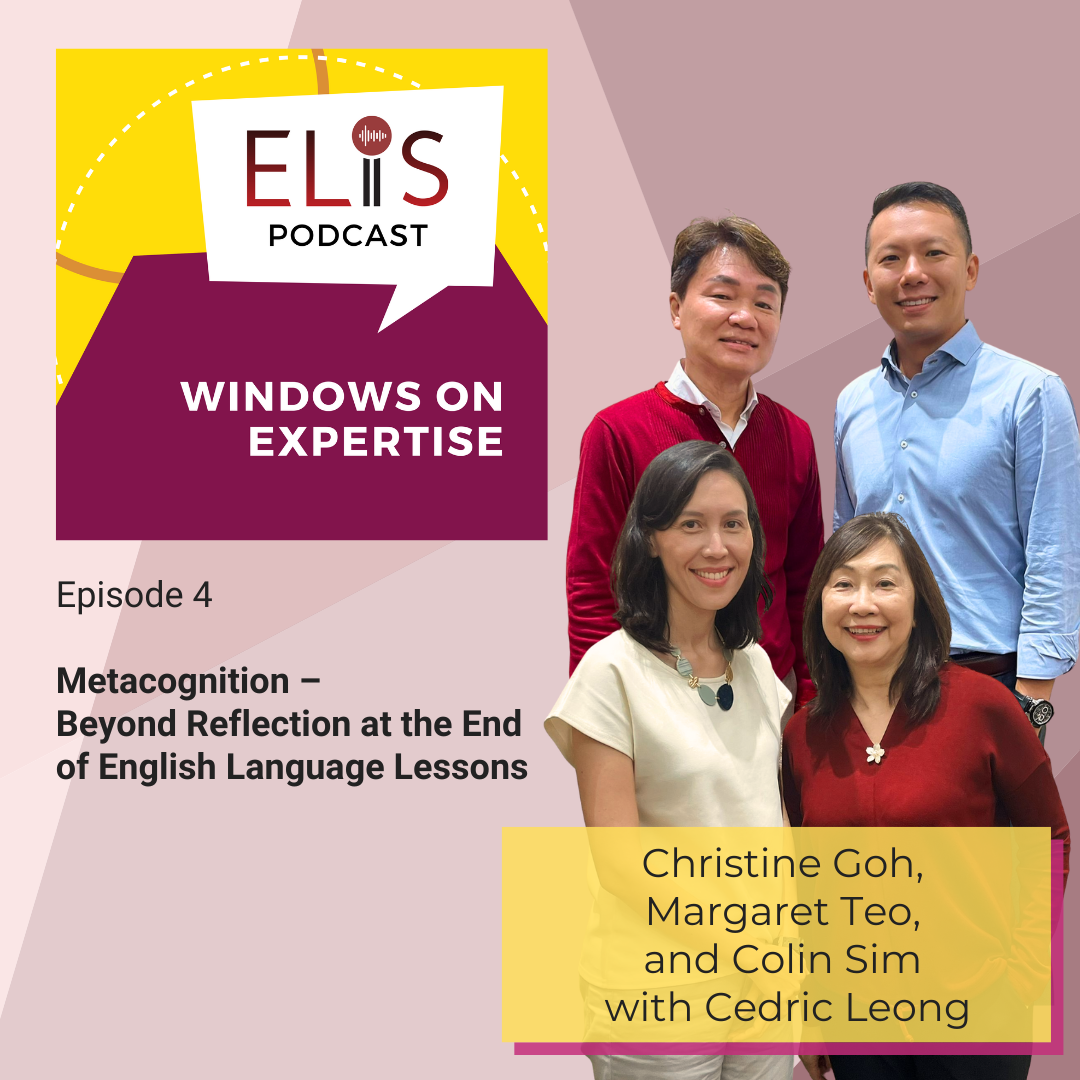 ELiS
PODCAST
WINDOWS ON
EXPERTISE
Episode 4
Metacognition –
Beyond Reflection at the End
of English Language Lessons
Christine Goh,
Margaret Teo,
and Colin Sim
with Cedric Leong